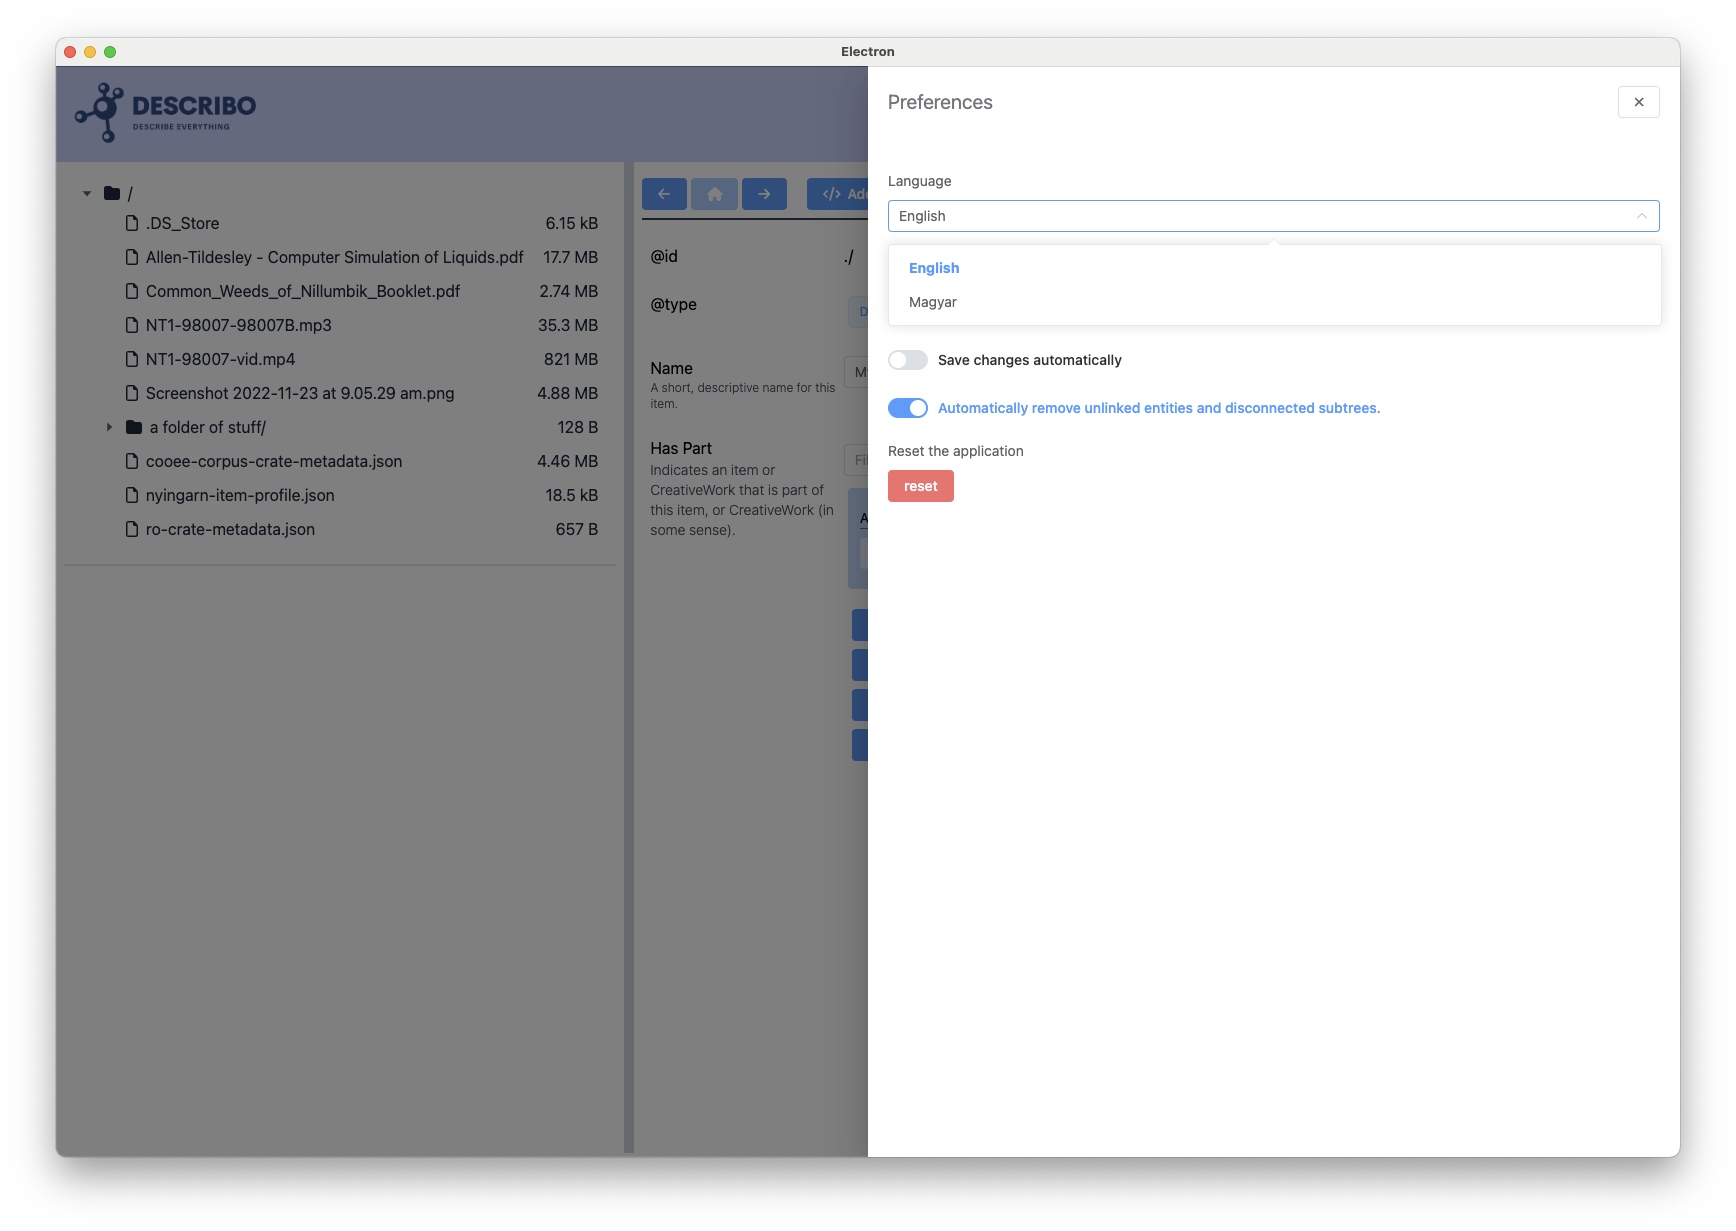 Electron
DESCRIBO
DESCRIBE EVERYTHING
/
.DS_Store 6.15 kB
Allen-Tildesley - Computer Simulation of Liquids.pdf 17.7 MB
Common_Weeds_of_Nillumbik_Booklet.pdf 2.74 MB
NT1-98007-98007B.mp3 35.3 MB
NT1-98007-vid.mp4 821 MB
Screenshot 2022-11-23 at 9.05.29 am.png 4.88 MB
a folder of stuff/ 128 B
cooee-corpus-crate-metadata.json 4.46 MB
nyingarn-item-profile.json 18.5 kB
ro-crate-metadata.json 657 B
@id ./
@type
Name
A short, descriptive name for this
item.
Has Part
Indicates an item or
CreativeWork that is part of
this item, or CreativeWork (in
some sense).
Preferences
Language
English
English
Magyar
Save changes automatically
Automatically remove unlinked entities and disconnected subtrees.
Reset the application
reset